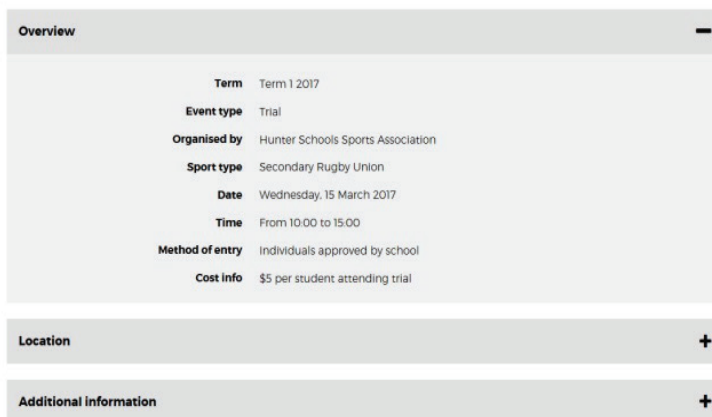 Overview
Term Term 1 2017
Event type Trial
Organised by Hunter Schools Sports Association
Sport type Secondary Rugby Union
Date Wednesday, 15 March 2017
Time From 10:00 to 15:00
Method of entry Individuals approved by school
Cost info $5 per student attending trial
Location
Additional information